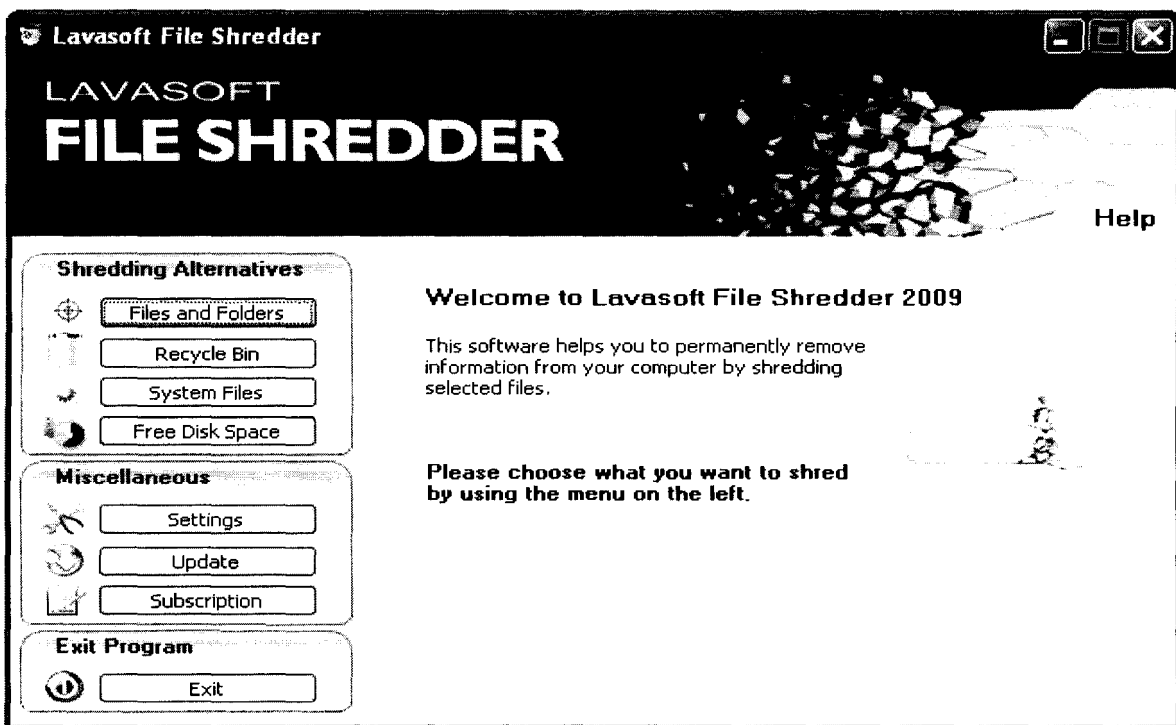 Lavasoft File Shredder
LAVASOFT
FILE SHREDDER
Help
Shredding Alternatives
Files and Folders
Recycle Bin
System Files
Free Disk Space
Miscellaneous
Settings
Update
Subscription
Exit Program
Exit
Welcome to Lavasoft File Shredder 2009
This software helps you to permanently remove
information from your computer by shredding
selected files.
Please choose what you want to shred
by using the menu on the left.